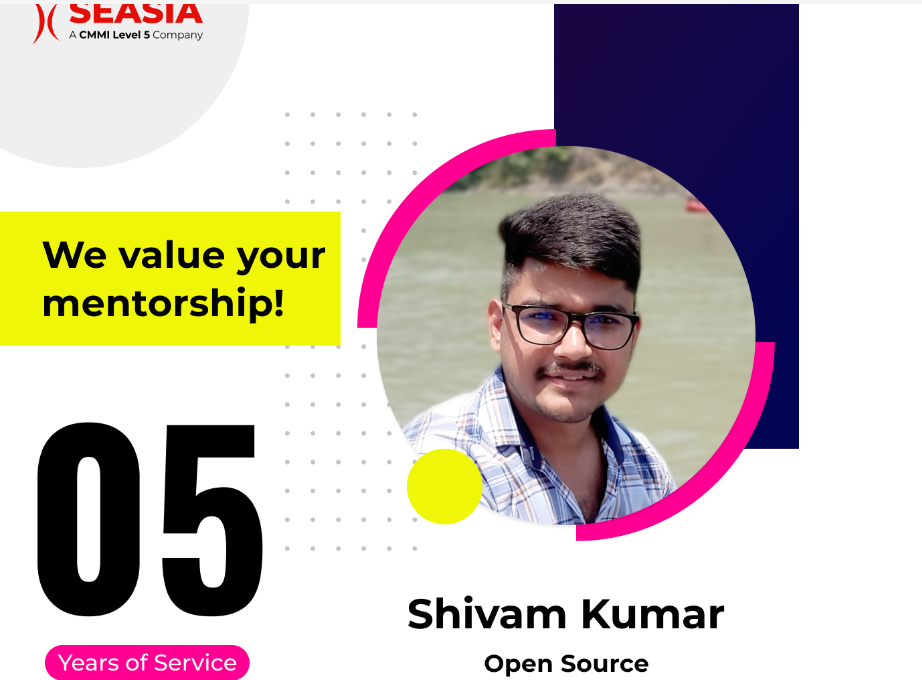 SEASIA
A CMMI Level 5 Company
We value your
mentorship!
05
Years of Service
Shivam Kumar
Open Source